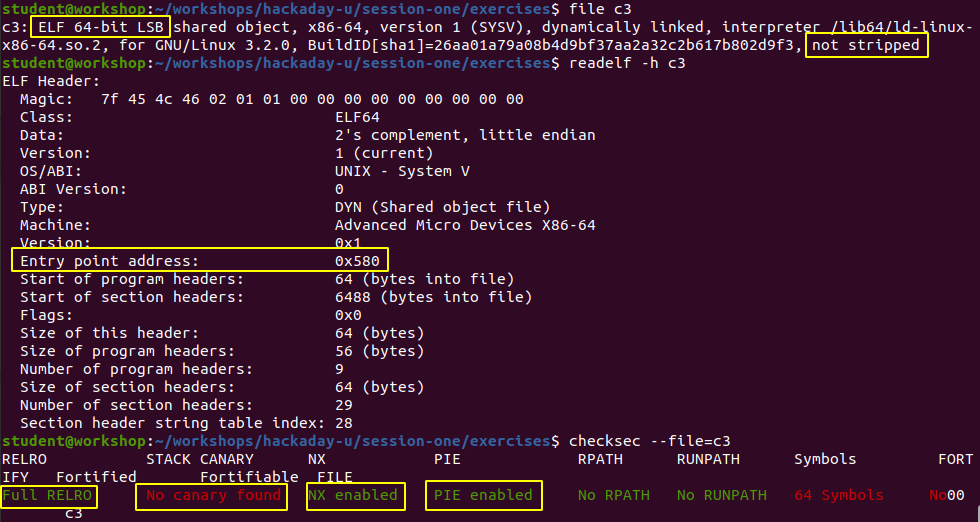 student@workshop:~/workshops/hackaday-u/session-one/exercises$ file c3
c3: ELF 64-bit LSB shared object, x86-64, version 1 (SYSV), dynamically linked, interpreter /lib64/ld-linux-
x86-64.so.2, for GNU/Linux 3.2.0, BuildID[sha1]=26aa01a79a08b4d9bf37aa2a32c2b617b802d9f3, not stripped
student@workshop:~/workshops/hackaday-u/session-one/exercises$ readelf -h c3
ELF Header:
  Magic:   7f 45 4c 46 02 01 01 00 00 00 00 00 00 00 00 00
  Class:                             ELF64
  Data:                              2's complement, little endian
  Version:                           1 (current)
  OS/ABI:                            UNIX - System V
  ABI Version:                       0
  Type:                              DYN (Shared object file)
  Machine:                           Advanced Micro Devices X86-64
  Version:                           0x1
  Entry point address:               0x580
  Start of program headers:          64 (bytes into file)
  Start of section headers:          6488 (bytes into file)
  Flags:                             0x0
  Size of this header:               64 (bytes)
  Size of program headers:           56 (bytes)
  Number of program headers:         9
  Size of section headers:           64 (bytes)
  Number of section headers:         29
  Section header string table index: 28
student@workshop:~/workshops/hackaday-u/session-one/exercises$ checksec --file=c3
RELRO           STACK CANARY      NX            PIE             RPATH      RUNPATH      Symbols         FORT
IFY   Fortified       Fortifiable  FILE
Full RELRO      No canary found   NX enabled    PIE enabled     No RPATH   No RUNPATH   64 Symbols     No00
       c3